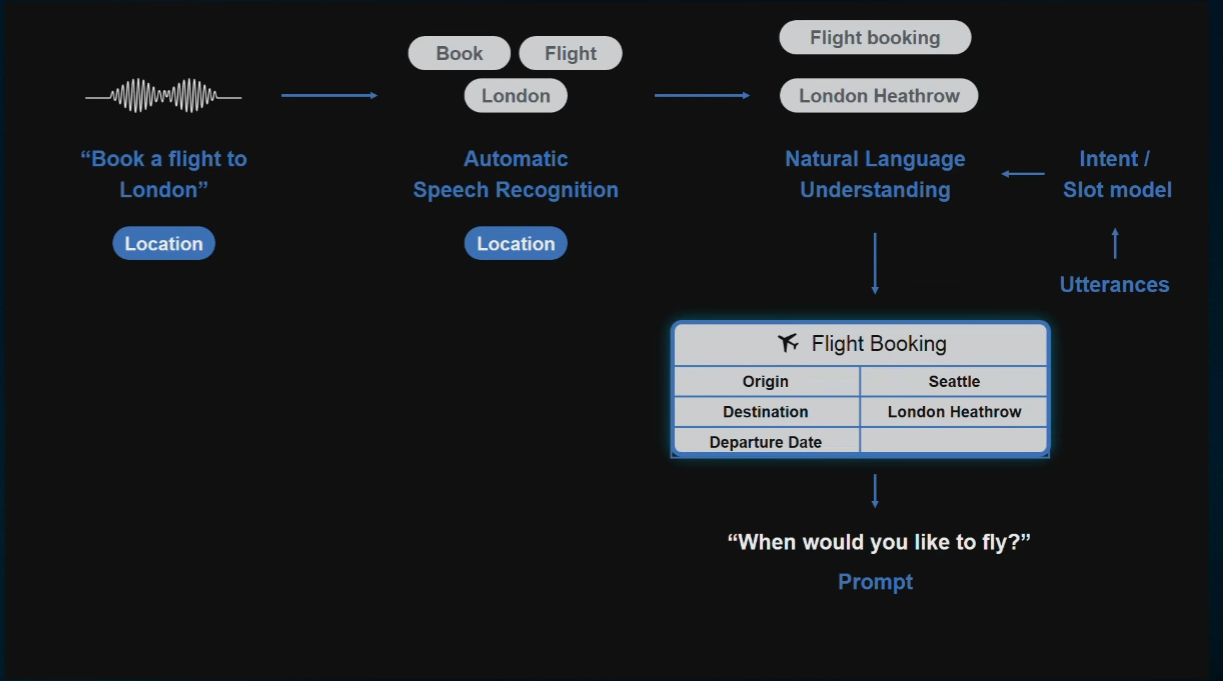 Book
Flight
London
“Book a flight to
London”
Location
Automatic
Speech Recognition
Location
Flight booking
London Heathrow
Natural Language
Understanding
Intent /
Slot model
Utterances
Flight Booking
Origin
Seattle
Destination
London Heathrow
Departure Date
“When would you like to fly?”
Prompt